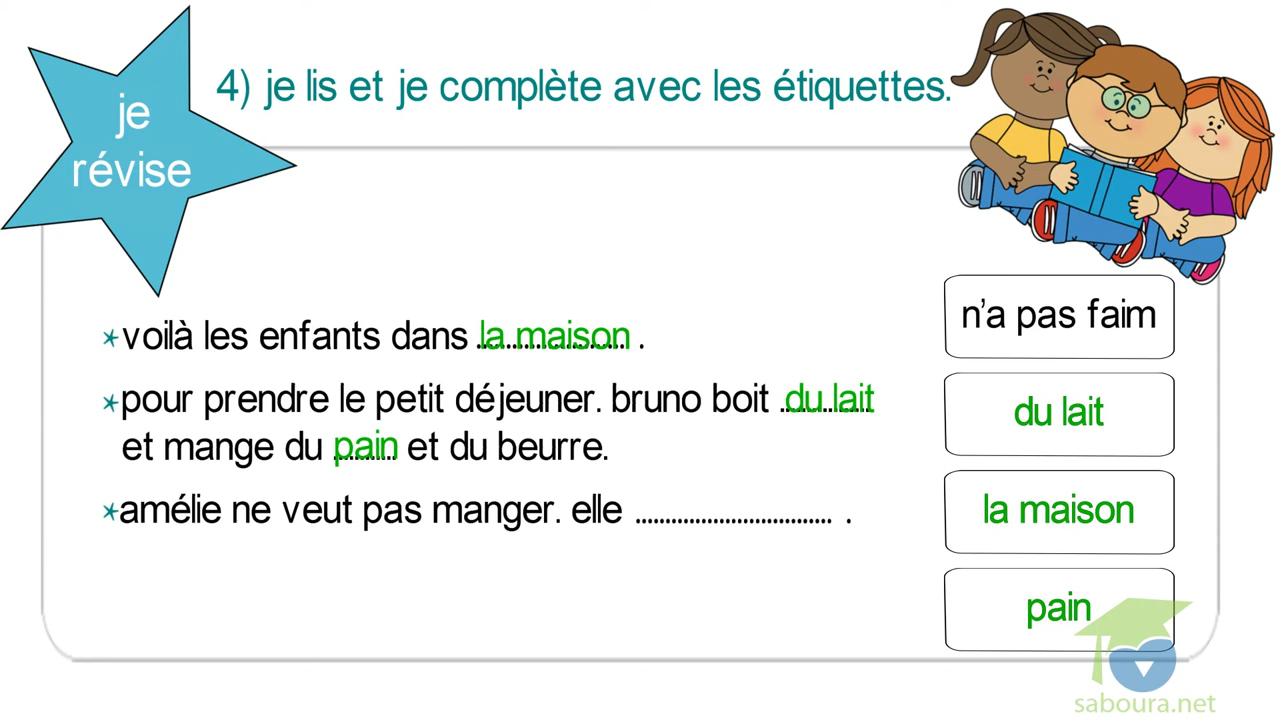 je
révise
4) je lis et je complète avec les étiquettes.
*voilà les enfants dans la maison .
*pour prendre le petit déjeuner. bruno boit du lait
et mange du pain et du beurre.
*amélie ne veut pas manger. elle ................................. .
n'a pas faim
du lait
la maison
pain
saboura.net